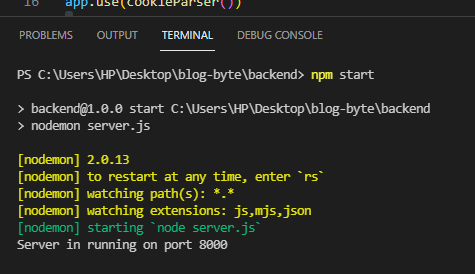 16 app.use(cookieParser())
PROBLEMS OUTPUT TERMINAL DEBUG CONSOLE
PS C:\Users\HP\Desktop\blog-byte\backend> npm start
> backend@1.0.0 start C:\Users\HP\Desktop\blog-byte\backend
> nodemon server.js
[nodemon] 2.0.13
[nodemon] to restart at any time, enter `rs`
[nodemon] watching path(s): *.*
[nodemon] watching extensions: js,mjs,json
[nodemon] starting `node server.js`
Server in running on port 8000